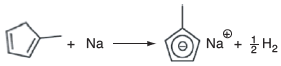 + Na ⟶ ⊖ Na⊕ + ½ H₂